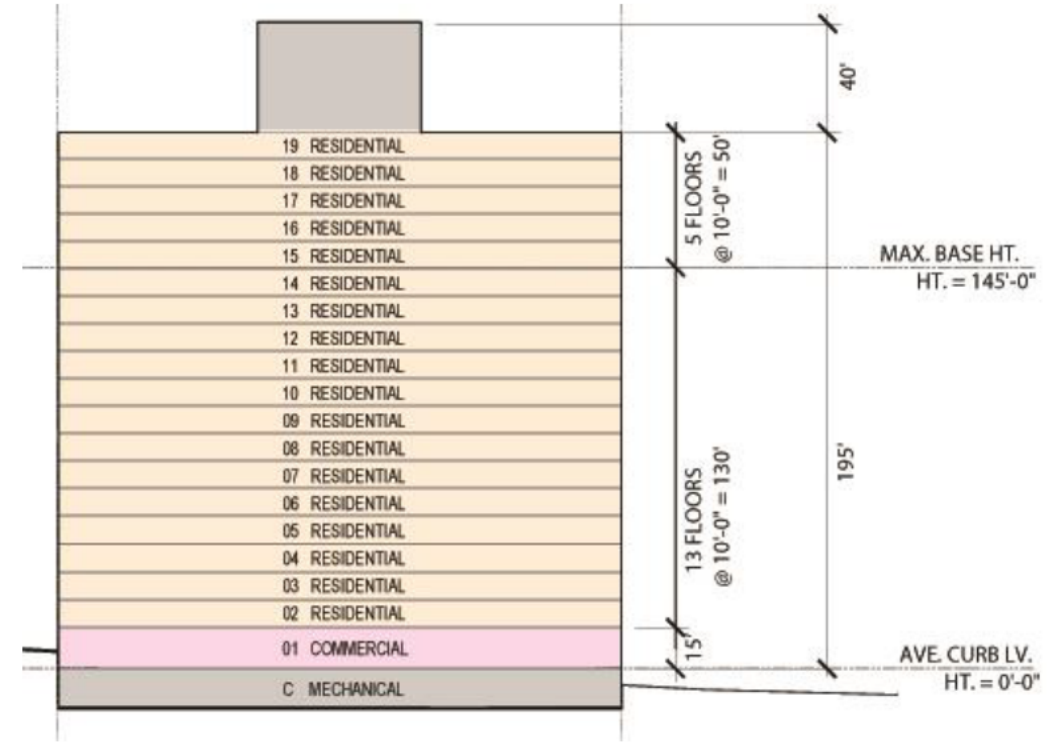 40'
19 RESIDENTIAL
18 RESIDENTIAL
17 RESIDENTIAL
16 RESIDENTIAL
15 RESIDENTIAL
14 RESIDENTIAL
13 RESIDENTIAL
12 RESIDENTIAL
11 RESIDENTIAL
10 RESIDENTIAL
09 RESIDENTIAL
08 RESIDENTIAL
07 RESIDENTIAL
06 RESIDENTIAL
05 RESIDENTIAL
04 RESIDENTIAL
03 RESIDENTIAL
02 RESIDENTIAL
01 COMMERCIAL
C MECHANICAL
5 FLOORS
@ 10'-0" = 50'
13 FLOORS
@ 10'-0" = 130'
15'
195'
MAX. BASE HT.
HT. = 145'-0"
AVE. CURB LV.
HT. = 0'-0"